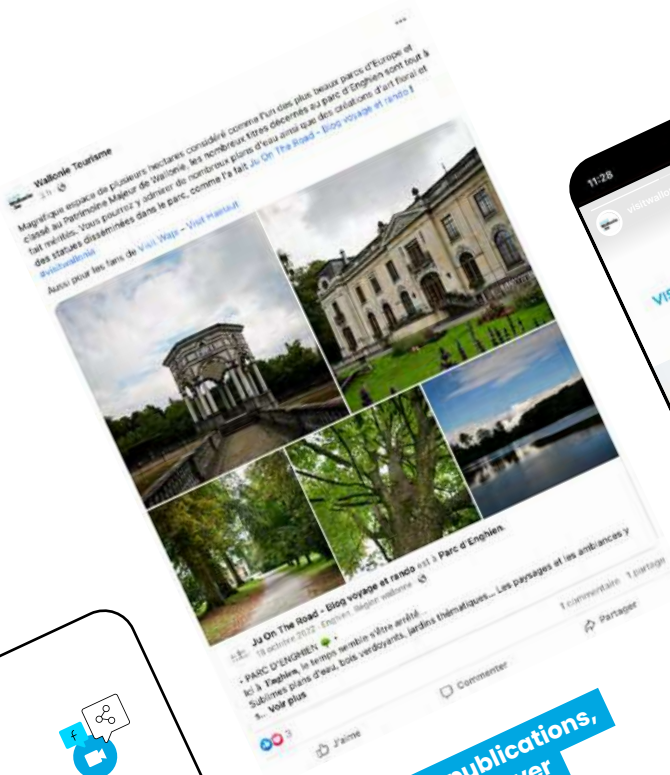 Wallonie Tourisme
3 h
Magnifique espace de plusieurs hectares considéré comme l'un des plus beaux parcs d'Europe et
classé au Patrimoine Majeur de Wallonie, les nombreux titres décernés au parc d'Enghien sont tout à
fait mérités. Vous pourrez y admirer de nombreux plans d'eau ainsi que des créations d'art floral et
des statues disséminées dans le parc, comme l'a fait Ju On The Road - Blog voyage et rando !
#visitwallonia
Aussi pour les fans de Visit Wapi - Visit Hainaut
Ju On The Road - Blog voyage et rando est à Parc d'Enghien.
18 octobre 2022 · Enghien, Région wallonne
• PARC D'ENGHIEN 🌳 •
Ici à Enghien, le temps semble s'être arrêté...
Sublimes plans d'eau, bois verdoyants, jardins thématiques... Les paysages et les ambiances y
s... Voir plus
3
1 commentaire 1 partage
J'aime
Commenter
Partager
11:28
visitwallo
VIS
ublications,
ver
f